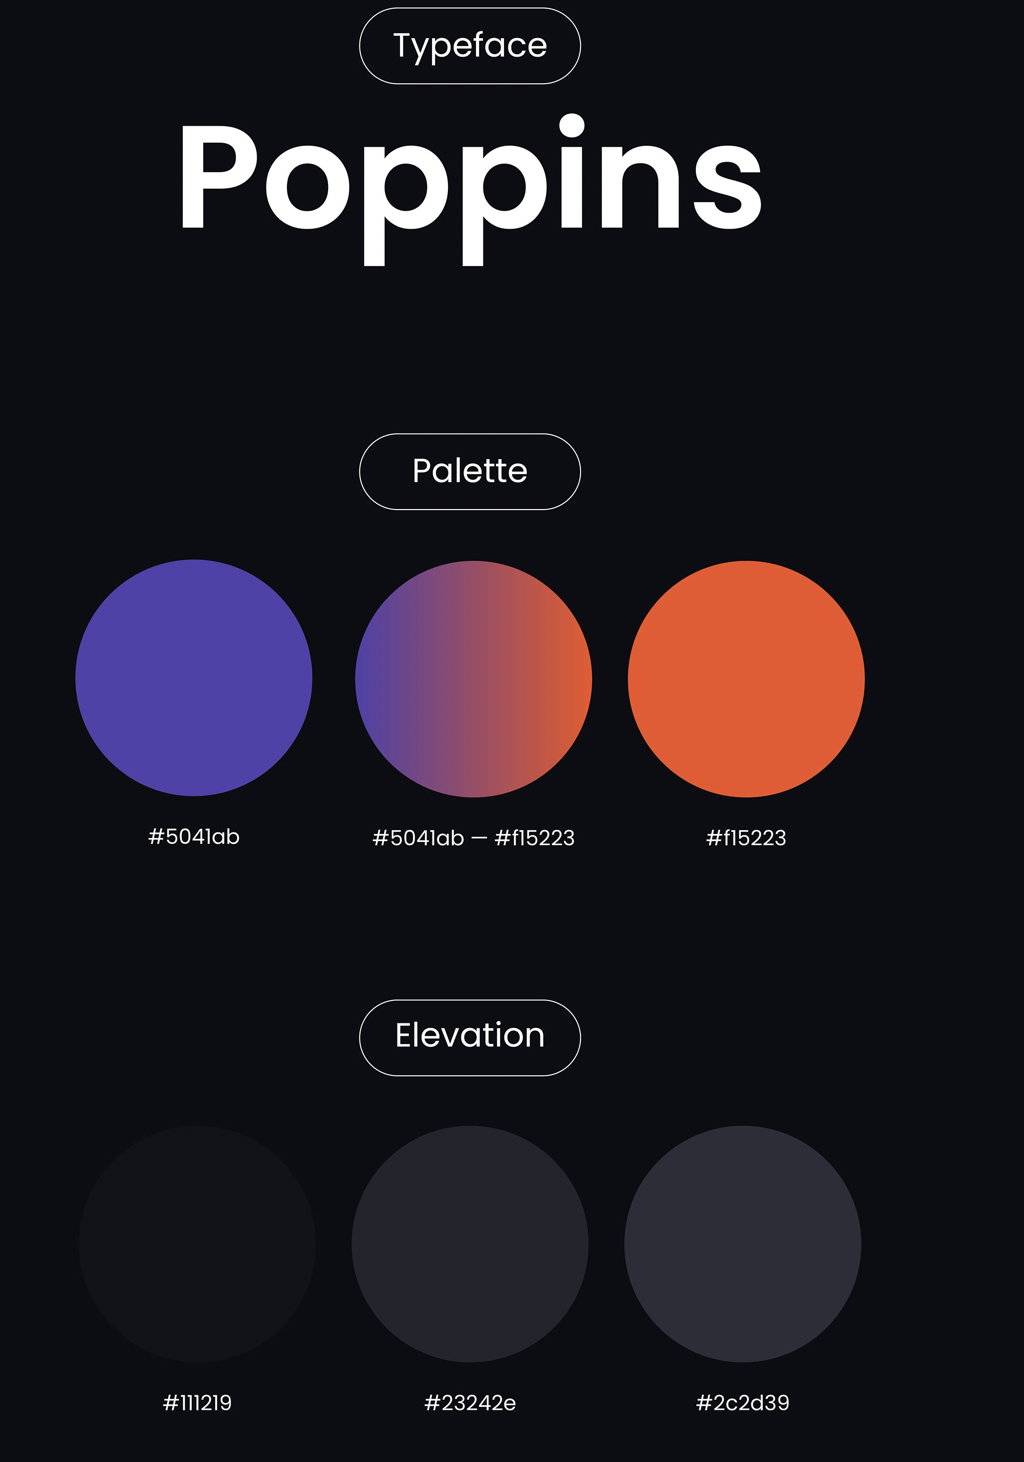 Typeface
Poppins
Palette
#5041ab
#5041ab — #f15223
#f15223
Elevation
#111219
#23242e
#2c2d39